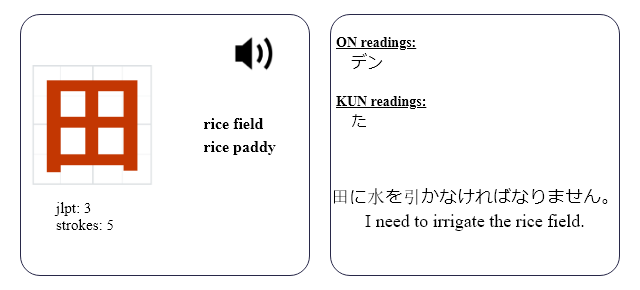 田
rice field
rice paddy
jlpt: 3
strokes: 5
ON readings:
デン
KUN readings:
た
田に水を引かなければなりません。
I need to irrigate the rice field.